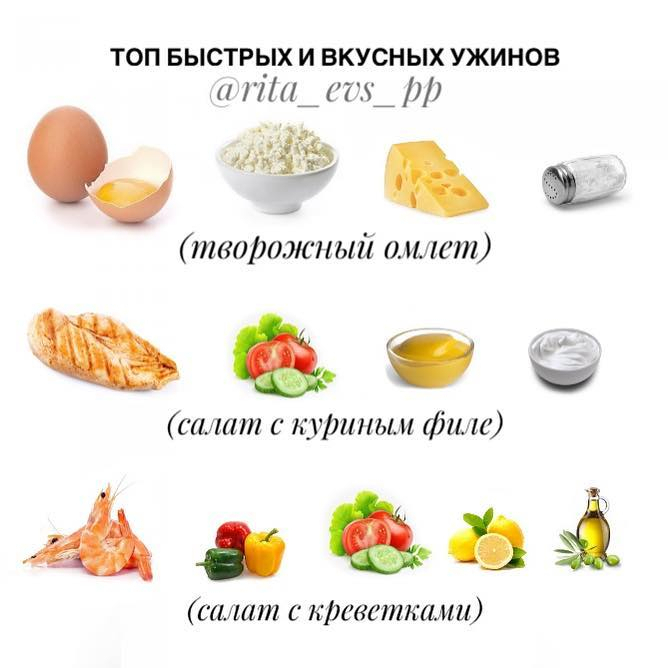 ТОП БЫСТРЫХ И ВКУСНЫХ УЖИНОВ
@rita_evs_pp
(творожный омлет)
(салат с куриным филе)
(салат с креветками)